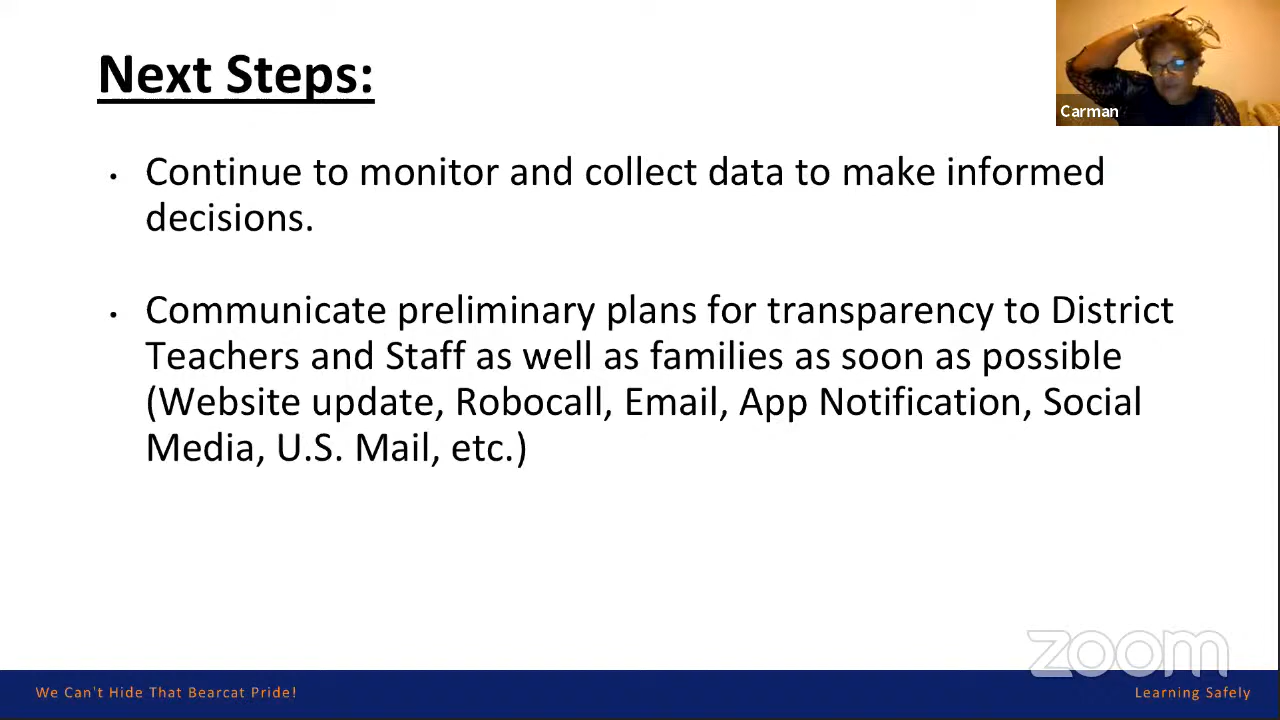 Next Steps:
Carman
• Continue to monitor and collect data to make informed
decisions.
• Communicate preliminary plans for transparency to District
Teachers and Staff as well as families as soon as possible
(Website update, Robocall, Email, App Notification, Social
Media, U.S. Mail, etc.)
zoom
We Can't Hide That Bearcat Pride!
Learning Safely